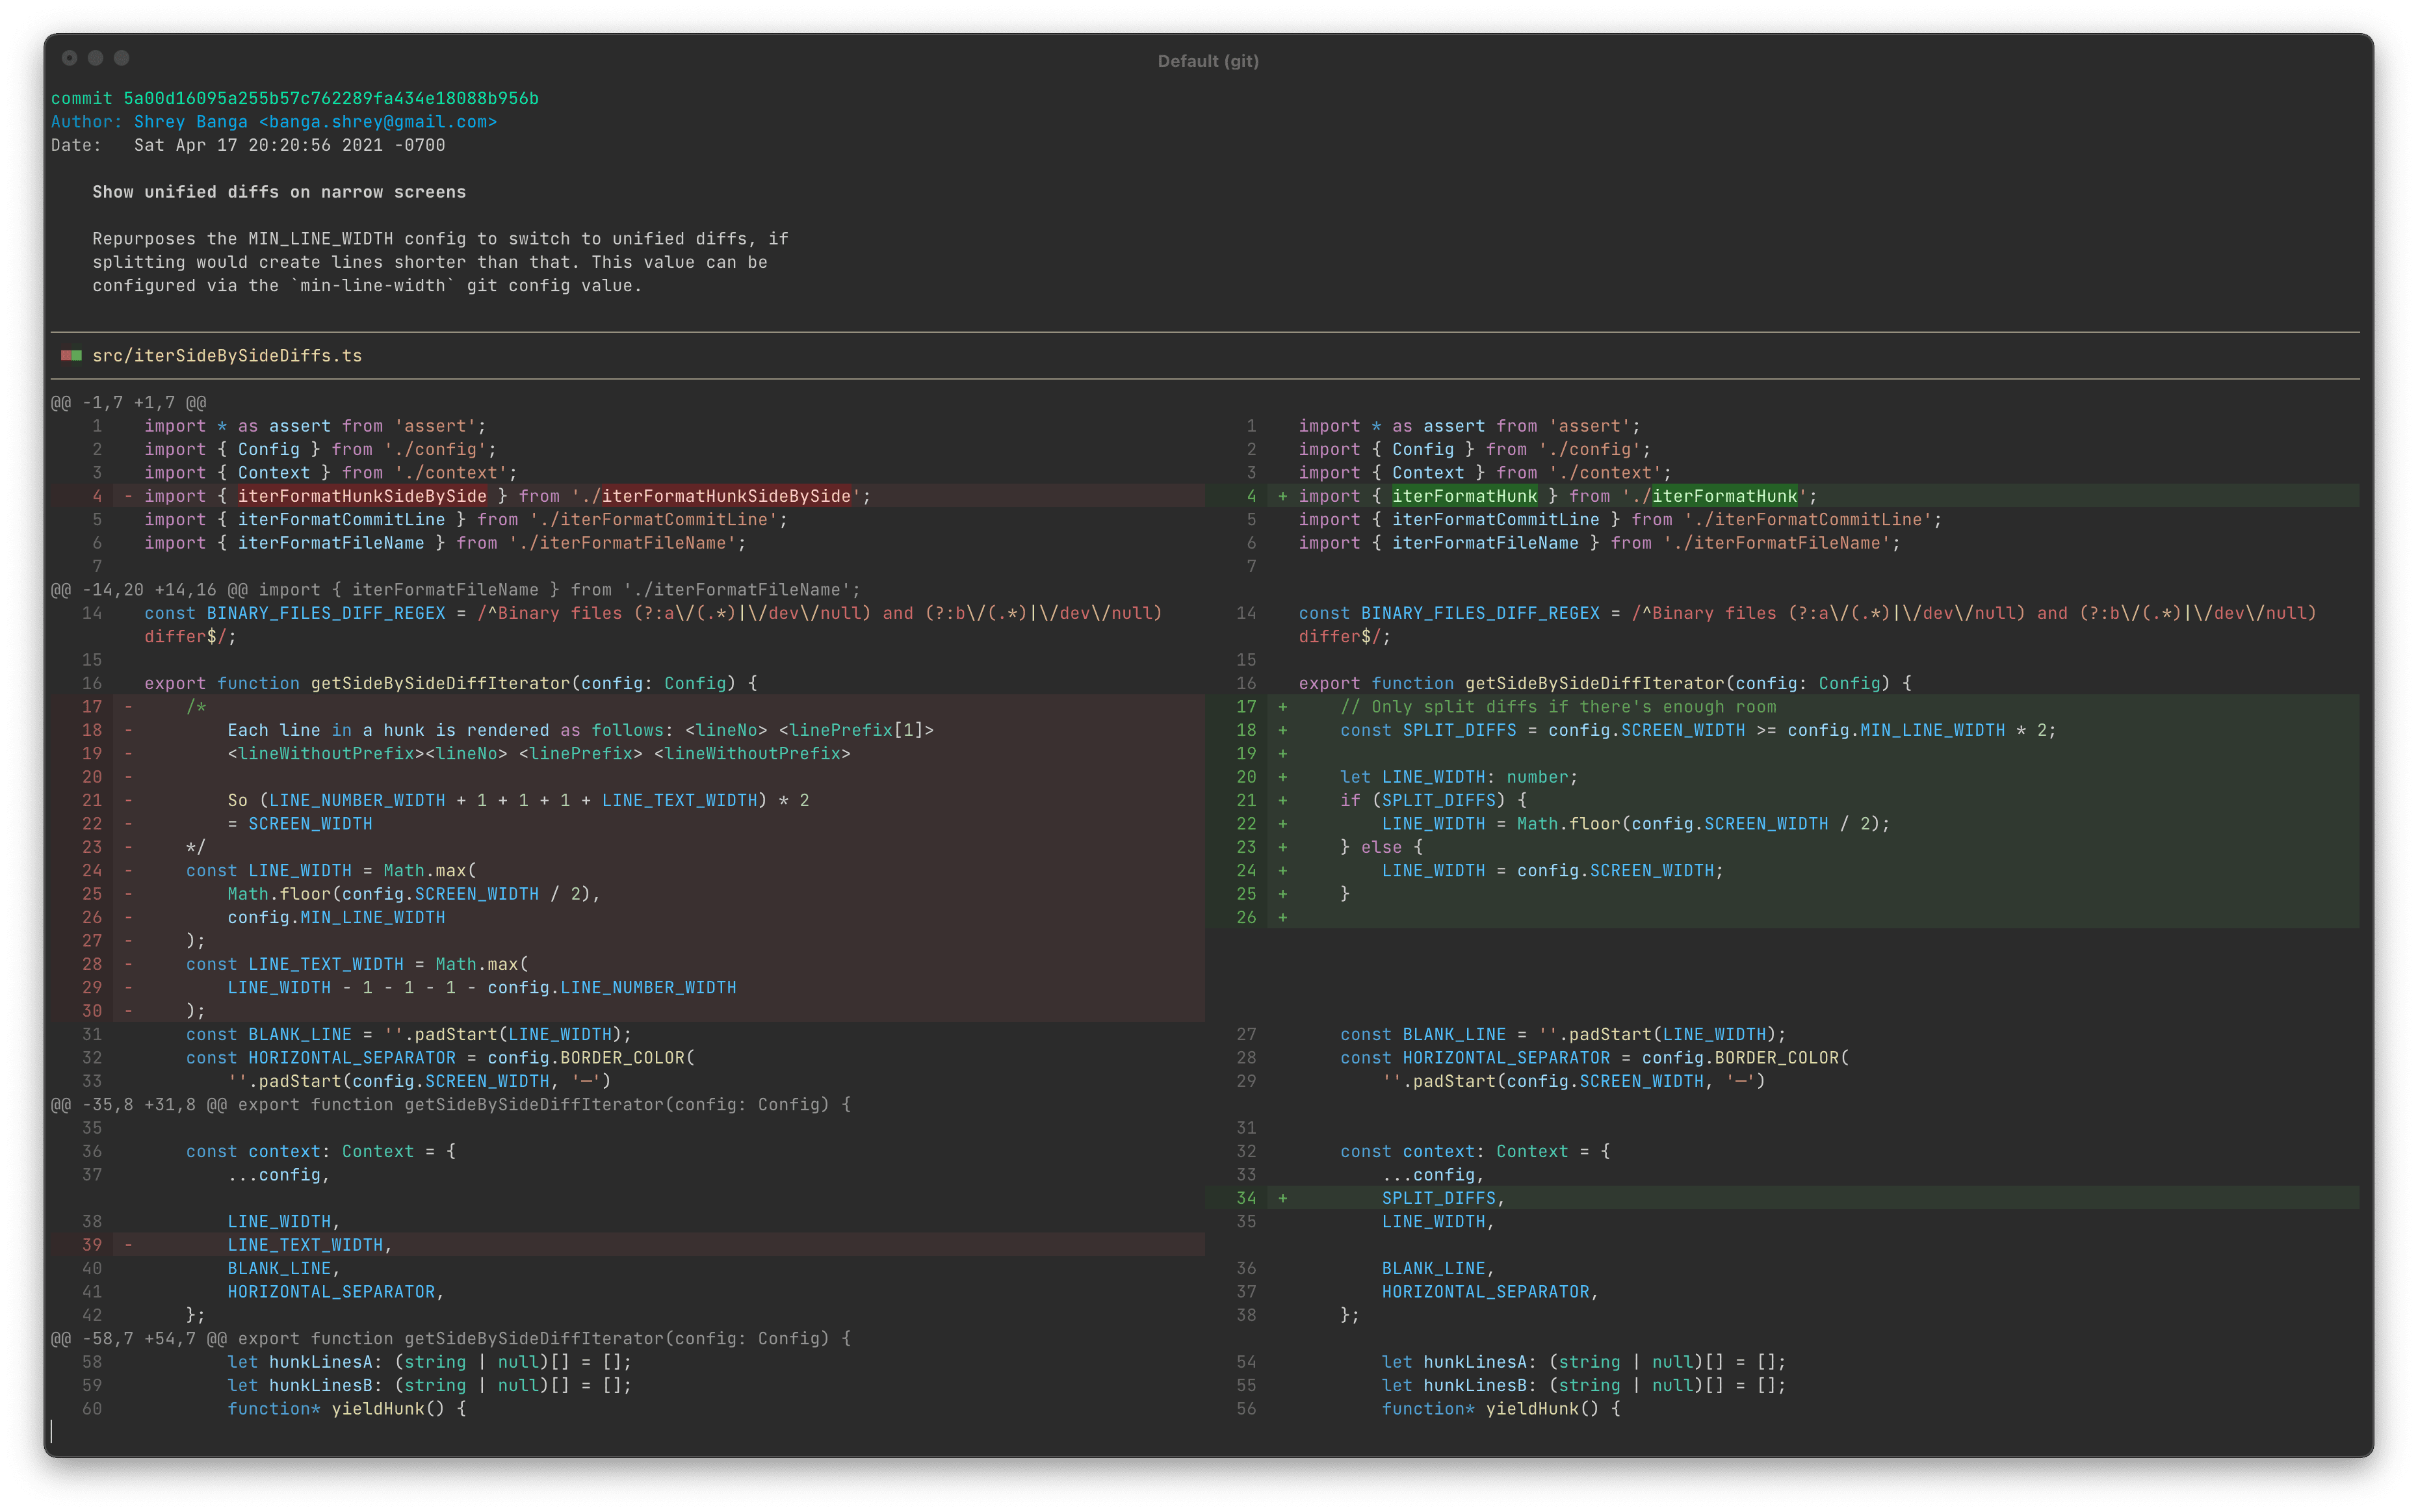 Default (git)
commit 5a00d16095a255b57c762289fa434e18088b956b
Author: Shrey Banga <banga.shrey@gmail.com>
Date:   Sat Apr 17 20:20:56 2021 -0700
    Show unified diffs on narrow screens
    Repurposes the MIN_LINE_WIDTH config to switch to unified diffs, if
    splitting would create lines shorter than that. This value can be
    configured via the `min-line-width` git config value.
src/iterSideBySideDiffs.ts
@@ -1,7 +1,7 @@
1    import * as assert from 'assert';    1    import * as assert from 'assert';
2    import { Config } from './config';    2    import { Config } from './config';
3    import { Context } from './context';    3    import { Context } from './context';
4  - import { iterFormatHunkSideBySide } from './iterFormatHunkSideBySide';    4  + import { iterFormatHunk } from './iterFormatHunk';
5    import { iterFormatCommitLine } from './iterFormatCommitLine';    5    import { iterFormatCommitLine } from './iterFormatCommitLine';
6    import { iterFormatFileName } from './iterFormatFileName';    6    import { iterFormatFileName } from './iterFormatFileName';
7    7
@@ -14,20 +14,16 @@ import { iterFormatFileName } from './iterFormatFileName';
14    const BINARY_FILES_DIFF_REGEX = /^Binary files (?:a\/(.*)|\/dev\/null) and (?:b\/(.*)|\/dev\/null)    14    const BINARY_FILES_DIFF_REGEX = /^Binary files (?:a\/(.*)|\/dev\/null) and (?:b\/(.*)|\/dev\/null)
differ$/;    differ$/;
15    15
16    export function getSideBySideDiffIterator(config: Config) {    16    export function getSideBySideDiffIterator(config: Config) {
17  -     /*    17  +     // Only split diffs if there's enough room
18  -         Each line in a hunk is rendered as follows: <lineNo> <linePrefix[1]>    18  +     const SPLIT_DIFFS = config.SCREEN_WIDTH >= config.MIN_LINE_WIDTH * 2;
19  -         <lineWithoutPrefix><lineNo> <linePrefix> <lineWithoutPrefix>    19  +
20  -    20  +     let LINE_WIDTH: number;
21  -         So (LINE_NUMBER_WIDTH + 1 + 1 + 1 + LINE_TEXT_WIDTH) * 2    21  +     if (SPLIT_DIFFS) {
22  -         = SCREEN_WIDTH    22  +         LINE_WIDTH = Math.floor(config.SCREEN_WIDTH / 2);
23  -     */    23  +     } else {
24  -     const LINE_WIDTH = Math.max(    24  +         LINE_WIDTH = config.SCREEN_WIDTH;
25  -         Math.floor(config.SCREEN_WIDTH / 2),    25  +     }
26  -         config.MIN_LINE_WIDTH    26  +
27  -     );
28  -     const LINE_TEXT_WIDTH = Math.max(
29  -         LINE_WIDTH - 1 - 1 - 1 - config.LINE_NUMBER_WIDTH
30  -     );
31        const BLANK_LINE = ''.padStart(LINE_WIDTH);    27        const BLANK_LINE = ''.padStart(LINE_WIDTH);
32        const HORIZONTAL_SEPARATOR = config.BORDER_COLOR(    28        const HORIZONTAL_SEPARATOR = config.BORDER_COLOR(
33            ''.padStart(config.SCREEN_WIDTH, '─')    29            ''.padStart(config.SCREEN_WIDTH, '─')
@@ -35,8 +31,8 @@ export function getSideBySideDiffIterator(config: Config) {
35    31
36        const context: Context = {    32        const context: Context = {
37            ...config,    33            ...config,
34  +         SPLIT_DIFFS,
38            LINE_WIDTH,    35            LINE_WIDTH,
39  -         LINE_TEXT_WIDTH,
40            BLANK_LINE,    36            BLANK_LINE,
41            HORIZONTAL_SEPARATOR,    37            HORIZONTAL_SEPARATOR,
42        };    38        };
@@ -58,7 +54,7 @@ export function getSideBySideDiffIterator(config: Config) {
58            let hunkLinesA: (string | null)[] = [];    54            let hunkLinesA: (string | null)[] = [];
59            let hunkLinesB: (string | null)[] = [];    55            let hunkLinesB: (string | null)[] = [];
60            function* yieldHunk() {    56            function* yieldHunk() {